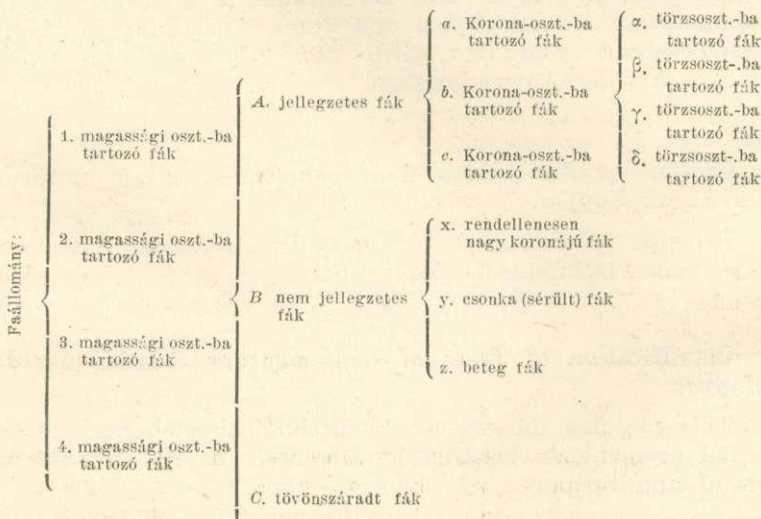 Faállomány:
1. magassági oszt.-ba
tartozó fák
2. magassági oszt.-ba
tartozó fák
3. magassági oszt.-ba
tartozó fák
4. magassági oszt.-ba
tartozó fák
A. jellegzetes fák
B nem jellegzetes
fák
C. tövönszáradt fák
a. Korona-oszt.-ba
tartozó fák
b. Korona-oszt.-ba
tartozó fák
c. Korona-oszt.-ba
tartozó fák
x. rendellenesen
nagy koronájú fák
y. csonka (sérült) fák
z. beteg fák
α. törzsoszt.-ba
tartozó fák
β. törzsoszt-.ba
tartozó fák
γ. törzsoszt.-ba
tartozó fák
δ. törzsoszt-.ba
tartozó fák